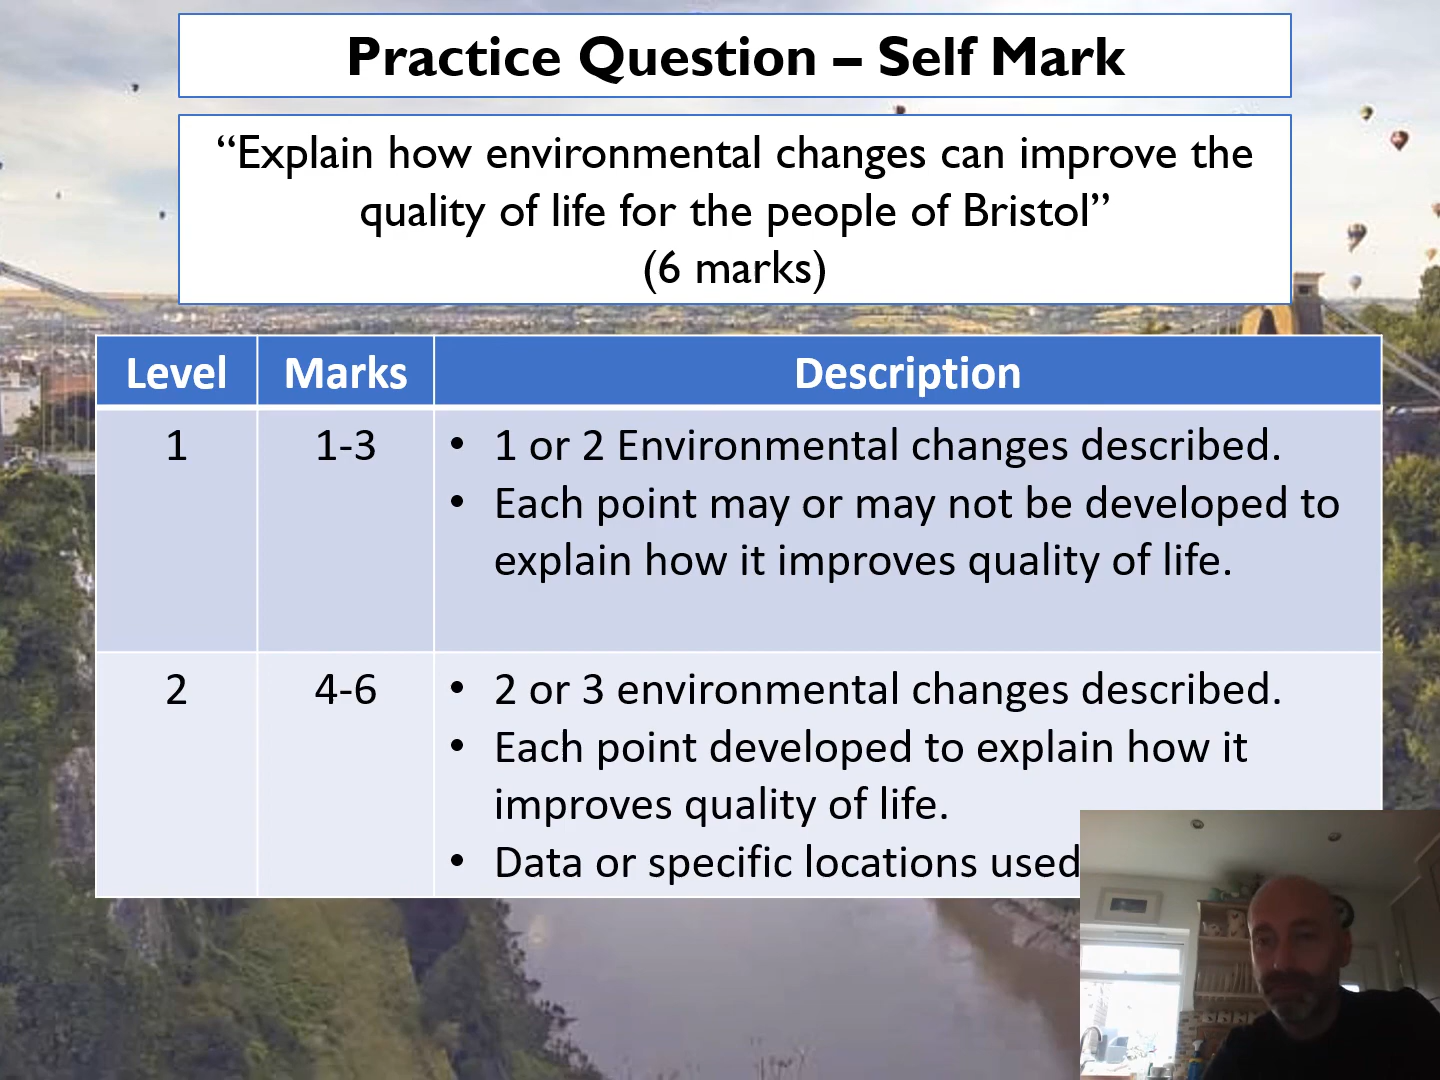 Practice Question – Self Mark
“Explain how environmental changes can improve the
quality of life for the people of Bristol”
(6 marks)
Level Marks Description
1 1-3 • 1 or 2 Environmental changes described.
• Each point may or may not be developed to
explain how it improves quality of life.
2 4-6 • 2 or 3 environmental changes described.
• Each point developed to explain how it
improves quality of life.
• Data or specific locations used